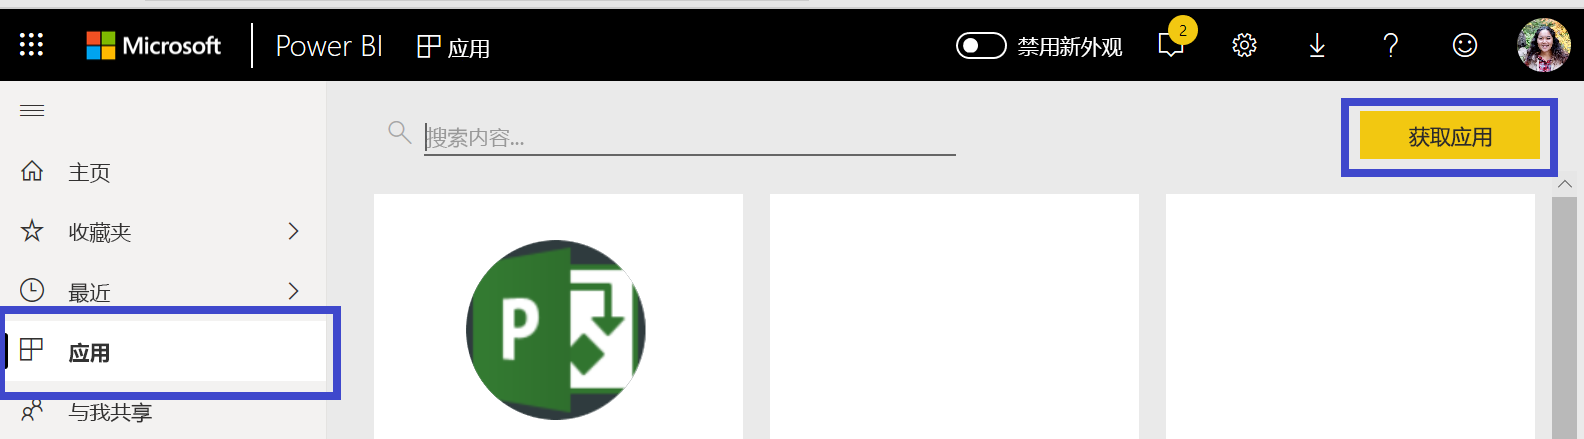 Microsoft Power BI 应用 禁用新外观 2
搜索内容...
获取应用
主页
收藏夹
最近
应用
与我共享
P